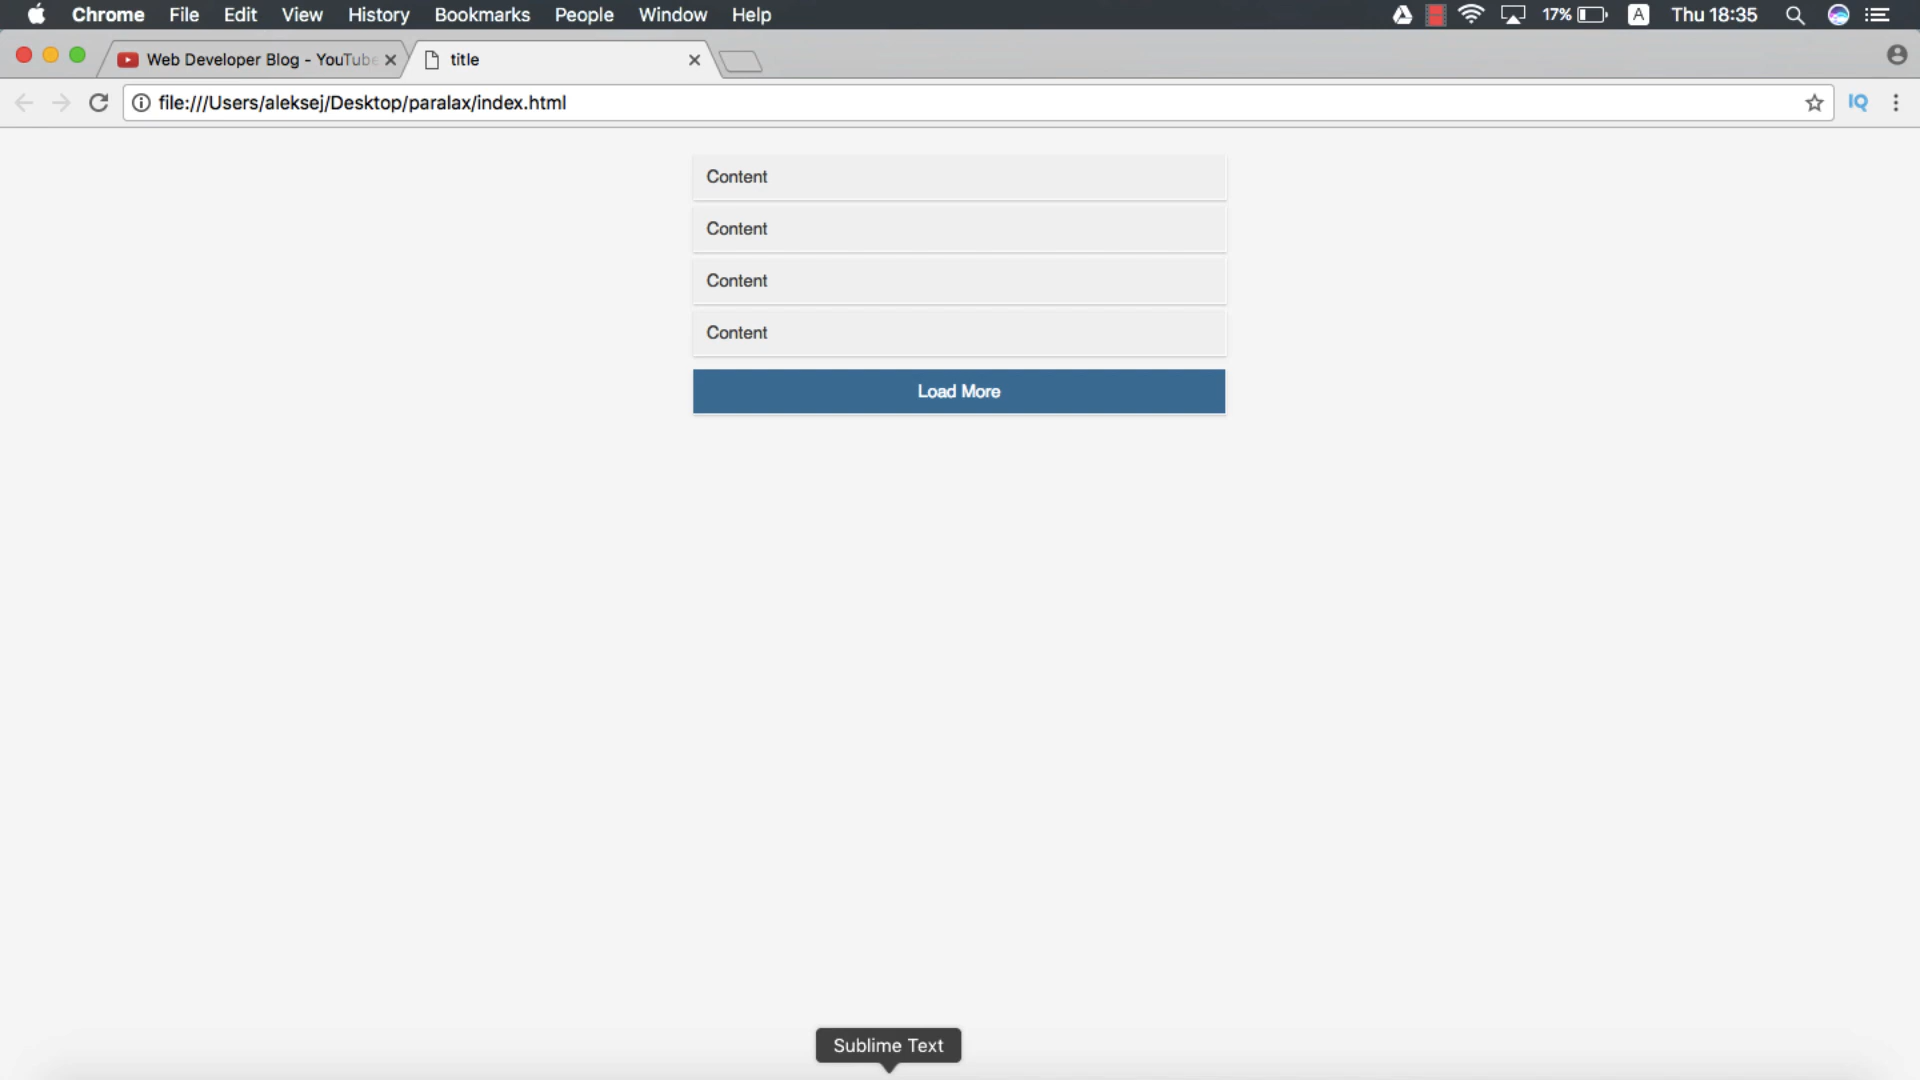 Chrome File Edit View History Bookmarks People Window Help 17% A Thu 18:35
Web Developer Blog - YouTube title
file:///Users/aleksej/Desktop/paralax/index.html IQ
Content
Content
Content
Content
Load More
Sublime Text